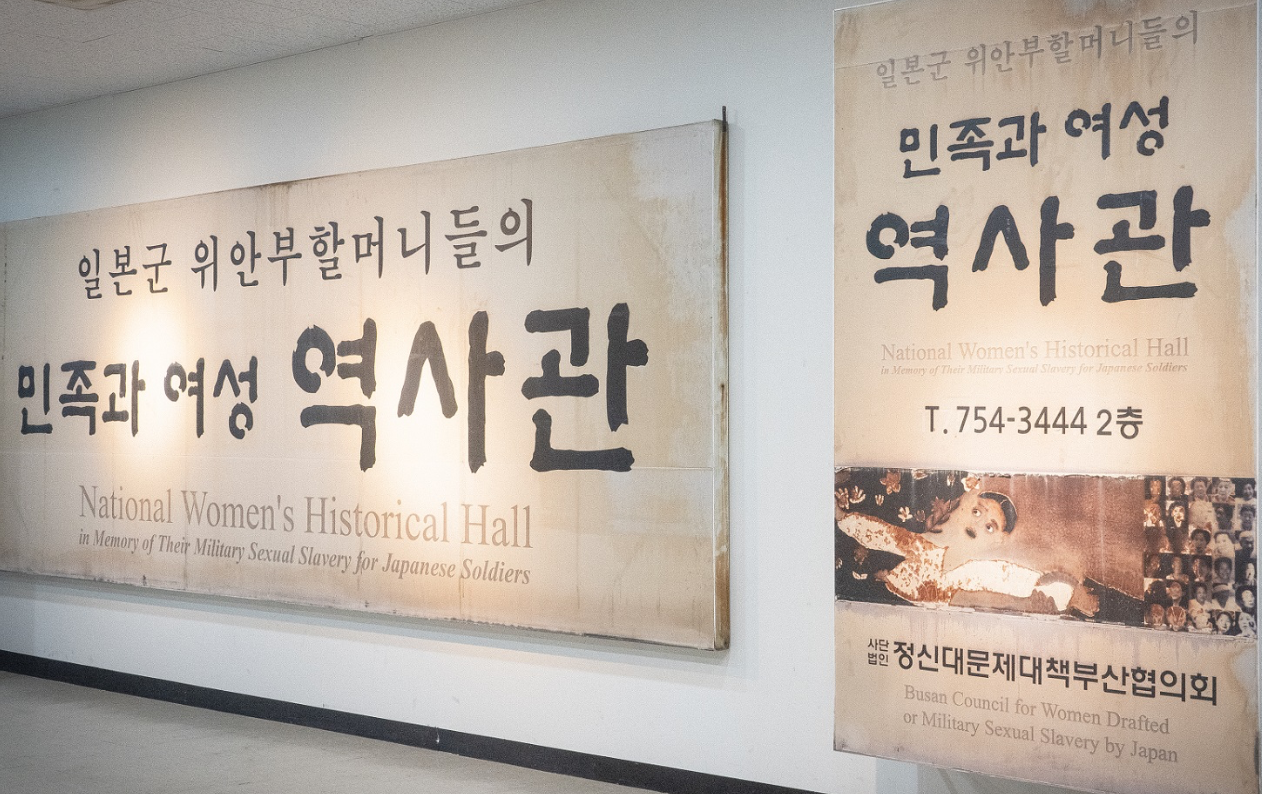 일본군 위안부할머니들의
민족과 여성 역사관
National Women's Historical Hall
in Memory of Their Military Sexual Slavery for Japanese Soldiers
일본군 위안부할머니들의
민족과 여성
역사관
National Women's Historical Hall
in Memory of Their Military Sexual Slavery for Japanese Soldiers
T. 754-3444 2층
사단법인 정신대문제대책부산협의회
Busan Council for Women Drafted
or Military Sexual Slavery by Japan